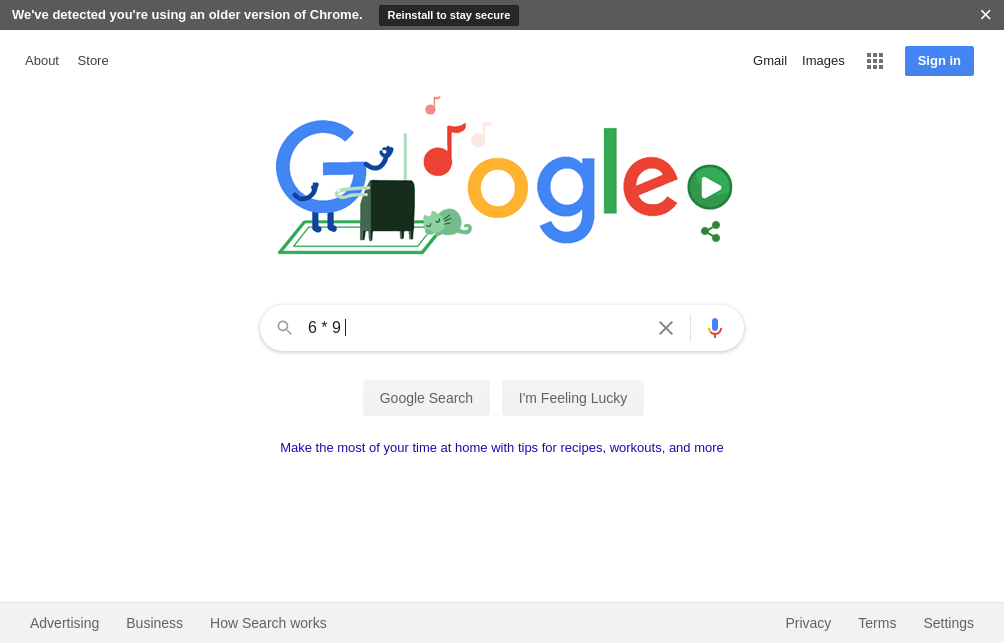 We've detected you're using an older version of Chrome. Reinstall to stay secure
About Store Gmail Images Sign in
Google
6 * 9
Google Search I'm Feeling Lucky
Make the most of your time at home with tips for recipes, workouts, and more
Advertising Business How Search works Privacy Terms Settings